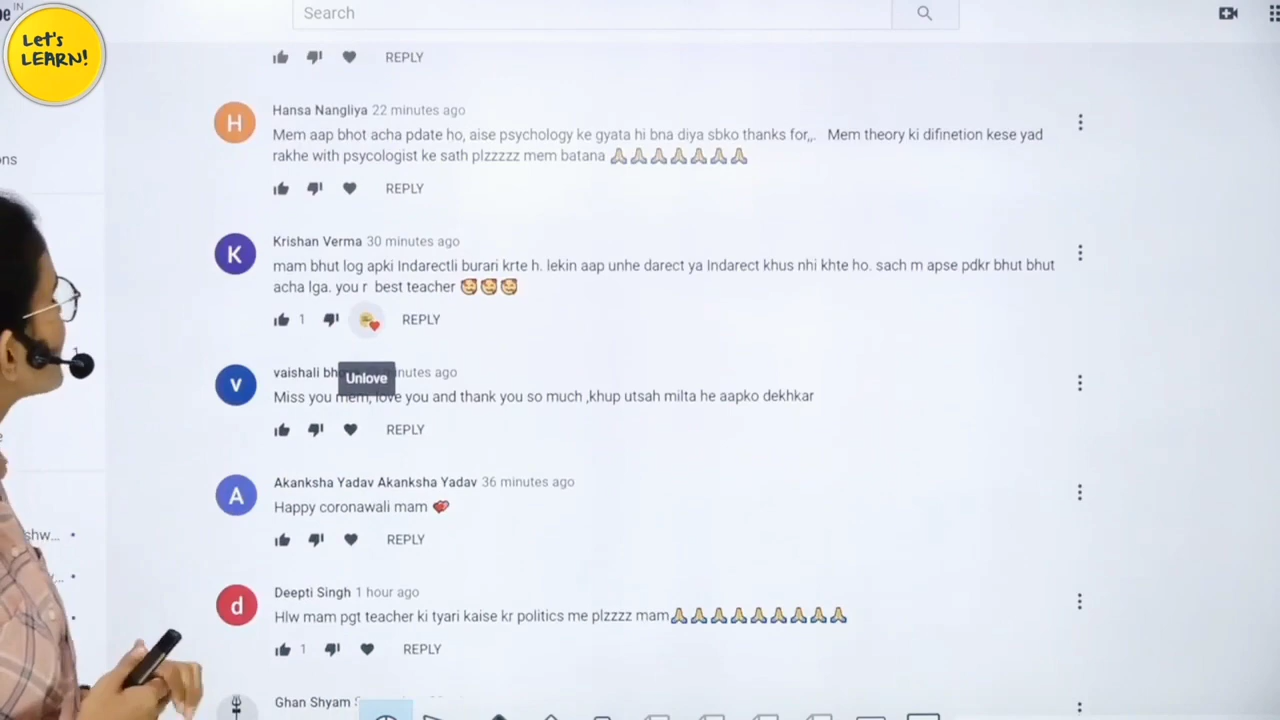 IN
Let's
LEARN!
Search
REPLY
Hansa Nangliya 22 minutes ago
Mem aap bhot acha pdate ho, aise psychology ke gyata hi bna diya sbko thanks for,,. Mem theory ki difinetion kese yad
rakhe with psycologist ke sath plzzzzz mem batana 🙏🙏🙏🙏🙏🙏🙏
REPLY
K
Krishan Verma 30 minutes ago
mam bhut log apki Indarectli burari krte h. lekin aap unhe darect ya Indarect khus nhi khte ho. sach m apse pdkr bhut bhut
acha lga. you r best teacher 🥰🥰🥰
1 REPLY
vaishali minutes ago
Unlove
Miss you mem, love you and thank you so much ,khup utsah milta he aapko dekhkar
REPLY
Akanksha Yadav Akanksha Yadav 36 minutes ago
Happy coronawali mam 💕
REPLY
Deepti Singh 1 hour ago
Hlw mam pgt teacher ki tyari kaise kr politics me plzzzz mam🙏🙏🙏🙏🙏🙏🙏🙏🙏
1 REPLY
Ghan Shyam